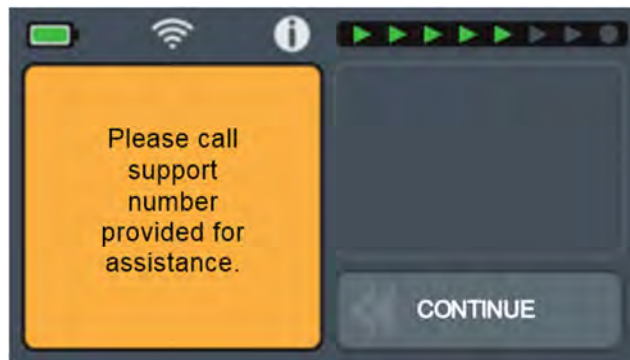 Please call
support
number
provided for
assistance.
CONTINUE